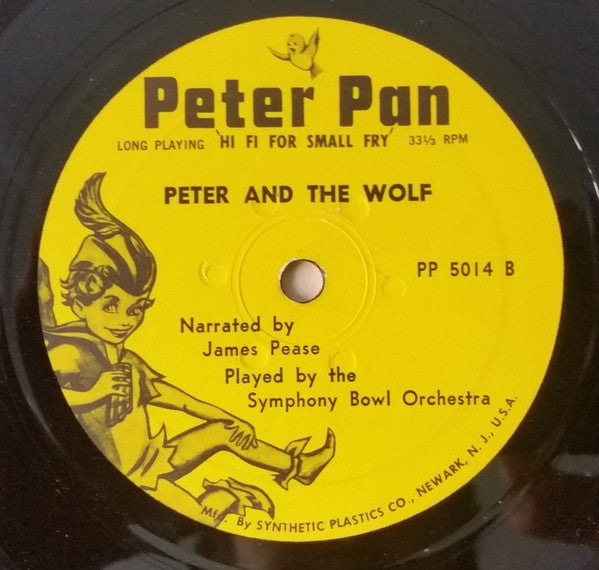 Peter Pan
LONG PLAYING 'HI FI FOR SMALL FRY' 33⅓ RPM
PETER AND THE WOLF
PP 5014 B
Narrated by
James Pease
Played by the
Symphony Bowl Orchestra
Mfg. By SYNTHETIC PLASTICS CO., NEWARK, N. J., U.S.A.